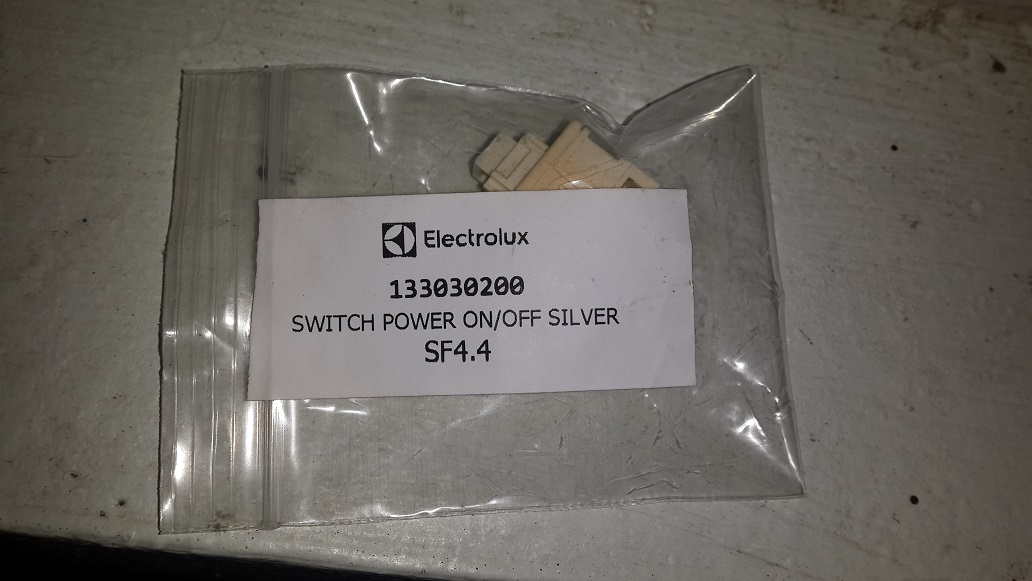 Electrolux
133030200
SWITCH POWER ON/OFF SILVER
SF4.4